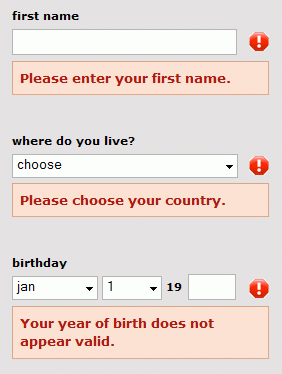 first name
Please enter your first name.
where do you live?
choose
Please choose your country.
birthday
jan 1 19
Your year of birth does not
appear valid.